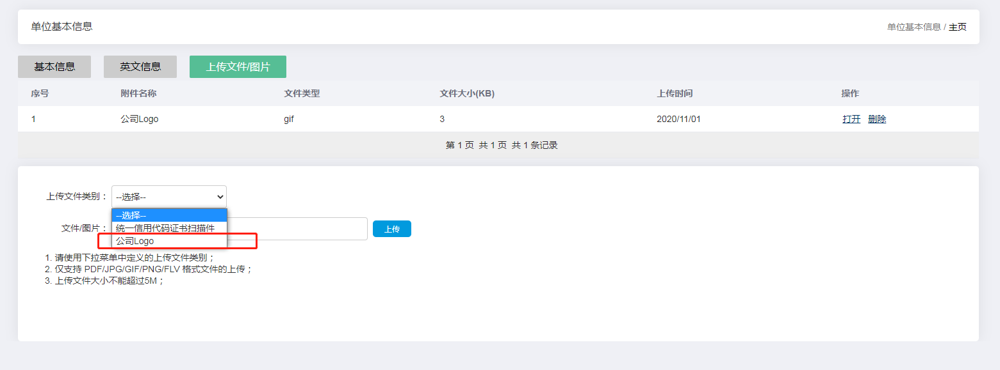 单位基本信息
单位基本信息 / 主页
基本信息 英文信息 上传文件/图片
序号 附件名称 文件类型 文件大小(KB) 上传时间 操作
1 公司Logo gif 3 2020/11/01 打开 删除
第 1 页 共 1 页 共 1 条记录
上传文件类别： --选择--
--选择--
文件/图片： 统一信用代码证书扫描件 上传
公司Logo
1. 请使用下拉菜单中定义的上传文件类别；
2. 仅支持 PDF/JPG/GIF/PNG/FLV 格式文件的上传；
3. 上传文件大小不能超过5M；